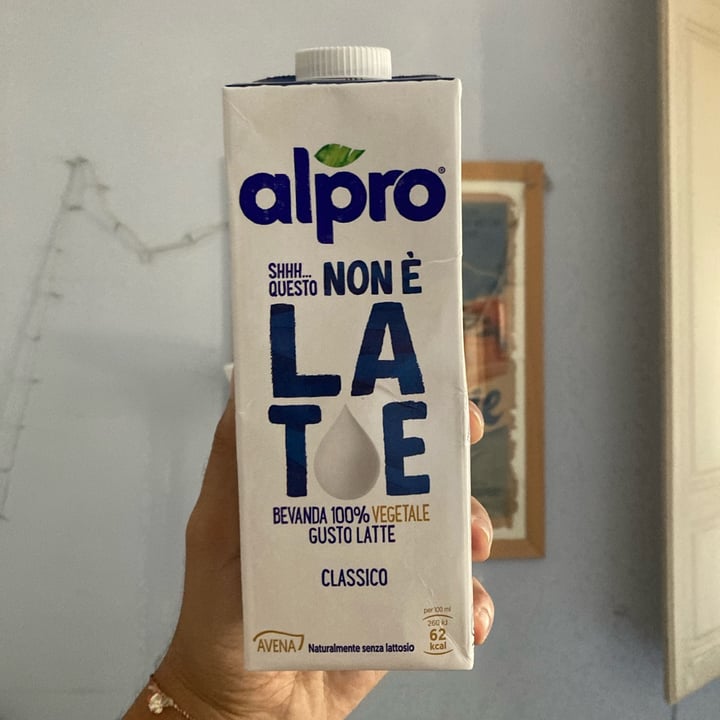 alpro®
SHHH...
QUESTO NON È
LA
T E
BEVANDA 100% VEGETALE
GUSTO LATTE
CLASSICO
AVENA
Naturalmente senza lattosio
per 100 ml
260 kJ
62
kcal